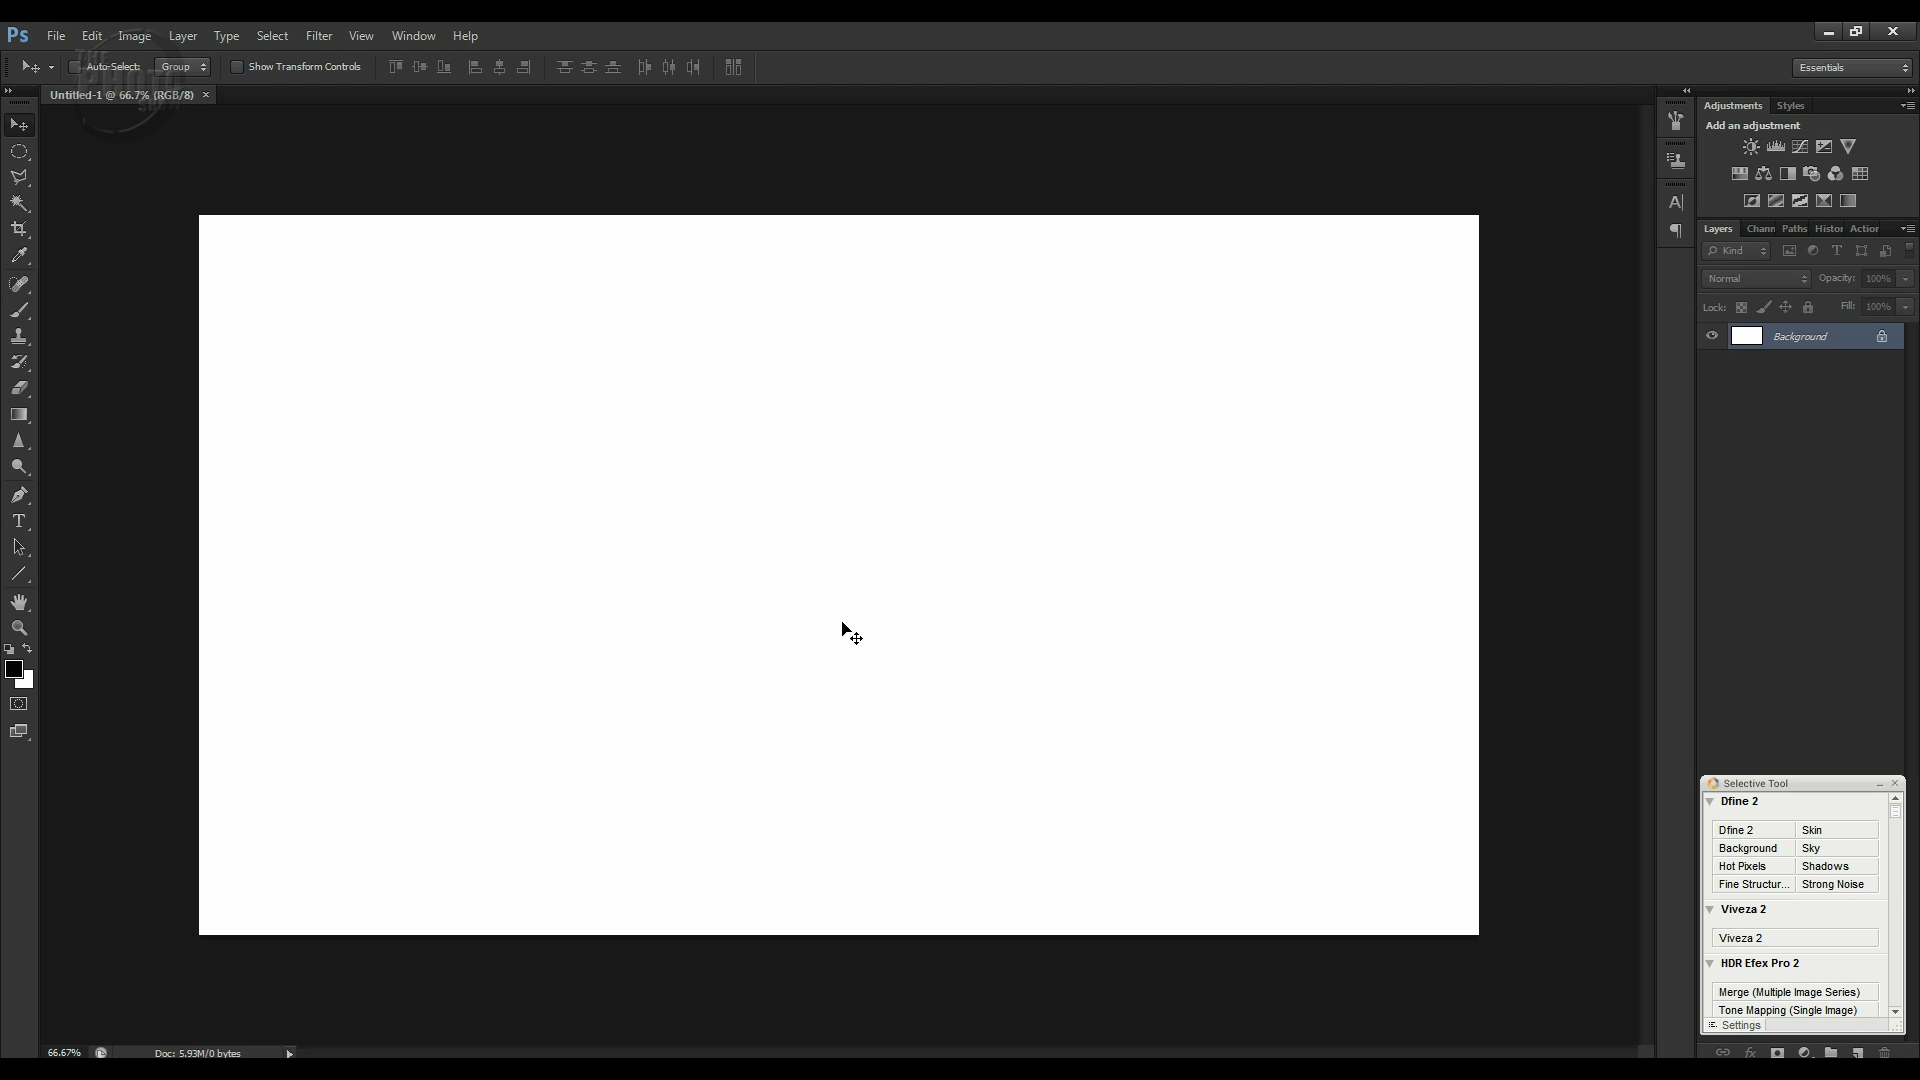 Ps File Edit Image Layer Type Select Filter View Window Help
Auto-Select: Group Show Transform Controls Essentials
Untitled-1 @ 66.7% (RGB/8) ×
THE PHOTO SHOW
Adjustments Styles
Add an adjustment
Layers Chann Paths Histor Action
Kind
Normal Opacity: 100%
Lock: Fill: 100%
Background
Selective Tool
Dfine 2
Dfine 2 Skin
Background Sky
Hot Pixels Shadows
Fine Structur... Strong Noise
Viveza 2
Viveza 2
HDR Efex Pro 2
Merge (Multiple Image Series)
Tone Mapping (Single Image)
Settings
66.67% Doc: 5.93M/0 bytes